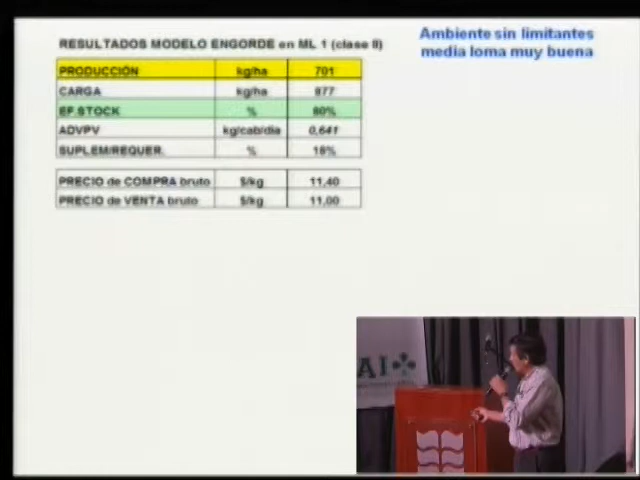 RESULTADOS MODELO ENGORDE en ML 1 (clase II)
Ambiente sin limitantes
media loma muy buena
PRODUCCIÓN kg/ha 701
CARGA kg/ha 877
EF.STOCK % 80%
ADVPV kg/cab/día 0,641
SUPLEM/REQUER. % 18%
PRECIO de COMPRA bruto $/kg 11,40
PRECIO de VENTA bruto $/kg 11,00
AI